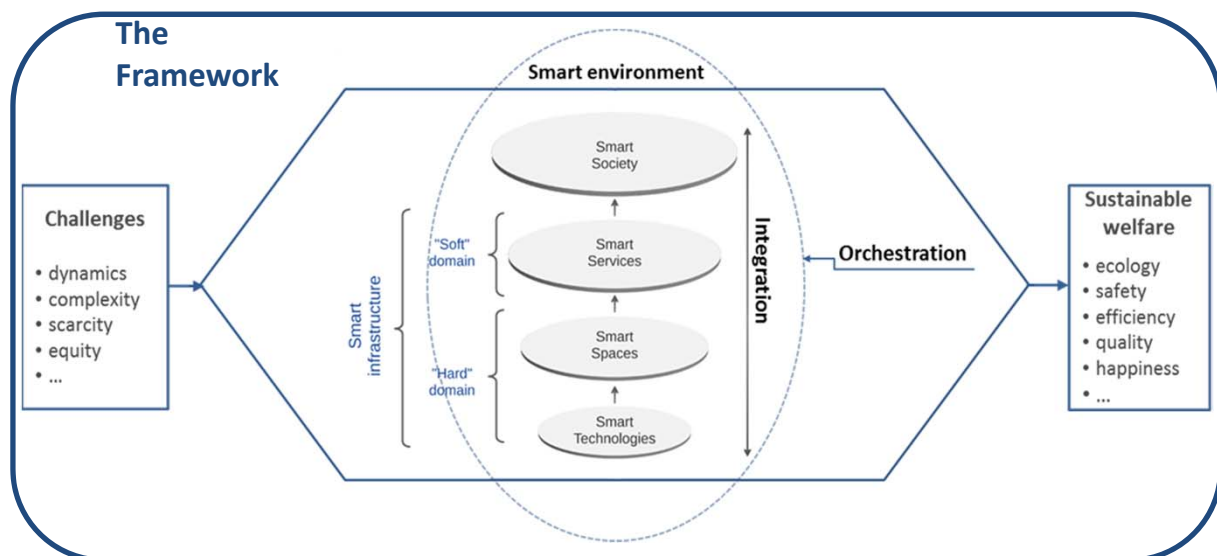 The
Framework
Smart environment
Challenges
• dynamics
• complexity
• scarcity
• equity
• ...
Smart
infrastructure
"Soft"
domain
"Hard"
domain
Smart
Society
Smart
Services
Smart
Spaces
Smart
Technologies
Integration
Orchestration
Sustainable
welfare
• ecology
• safety
• efficiency
• quality
• happiness
• ...